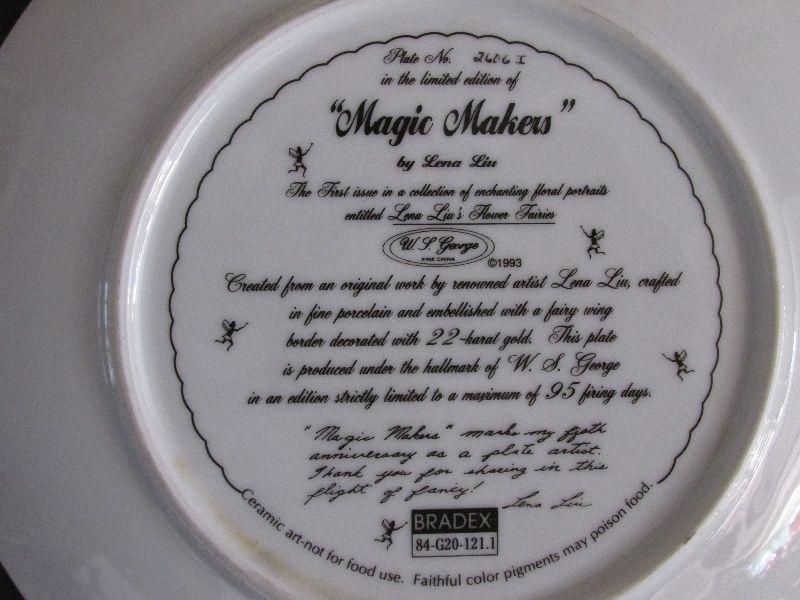 Plate No. 2606 I
in the limited edition of
"Magic Makers"
by Lena Liu
The First issue in a collection of enchanting floral portraits
entitled Lena Liu's Flower Fairies
W. S. George
FINE CHINA
©1993
Created from an original work by renowned artist Lena Liu, crafted
in fine porcelain and embellished with a fairy wing
border decorated with 22-karat gold. This plate
is produced under the hallmark of W. S. George
in an edition strictly limited to a maximum of 95 firing days.
"Magic Makers" marks my fifth
anniversary as a plate artist.
Thank you for sharing in this
flight of fancy!
Lena Liu
BRADEX
84-G20-121.1
Ceramic art-not for food use. Faithful color pigments may poison food.